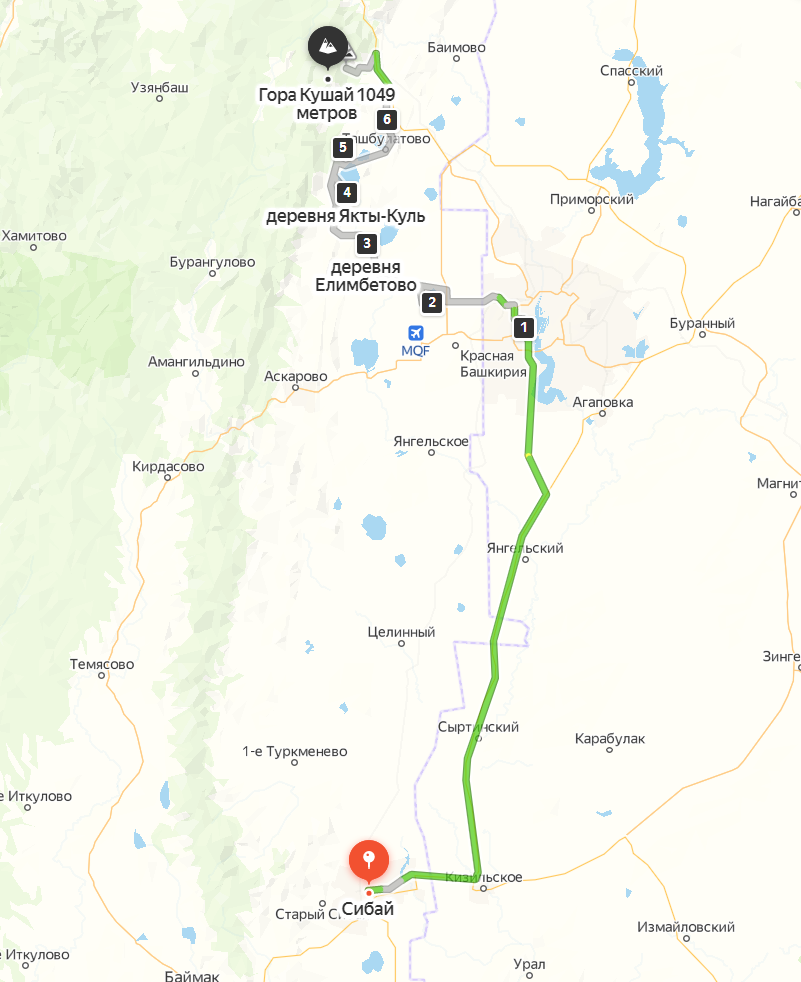 Баимово
Спасский
Узянбаш
Гора Кушай 1049
метров
6
Ташбулатово
5
4
Приморский
Нагайба
деревня Якты-Куль
Хамитово
3
Бурангулово
деревня
Елимбетово
2
1
Буранный
MQF
Красная
Башкирия
Амангильдино
Аскарово
Агаповка
Янгельское
Кирдасово
Магнит
Янгельский
Целинный
Темясово
Зинге
Сыртинский
Карабулак
1-е Туркменово
е Иткулово
Кизильское
Старый С
Сибай
Измайловский
е Иткулово
Урал
Баймак